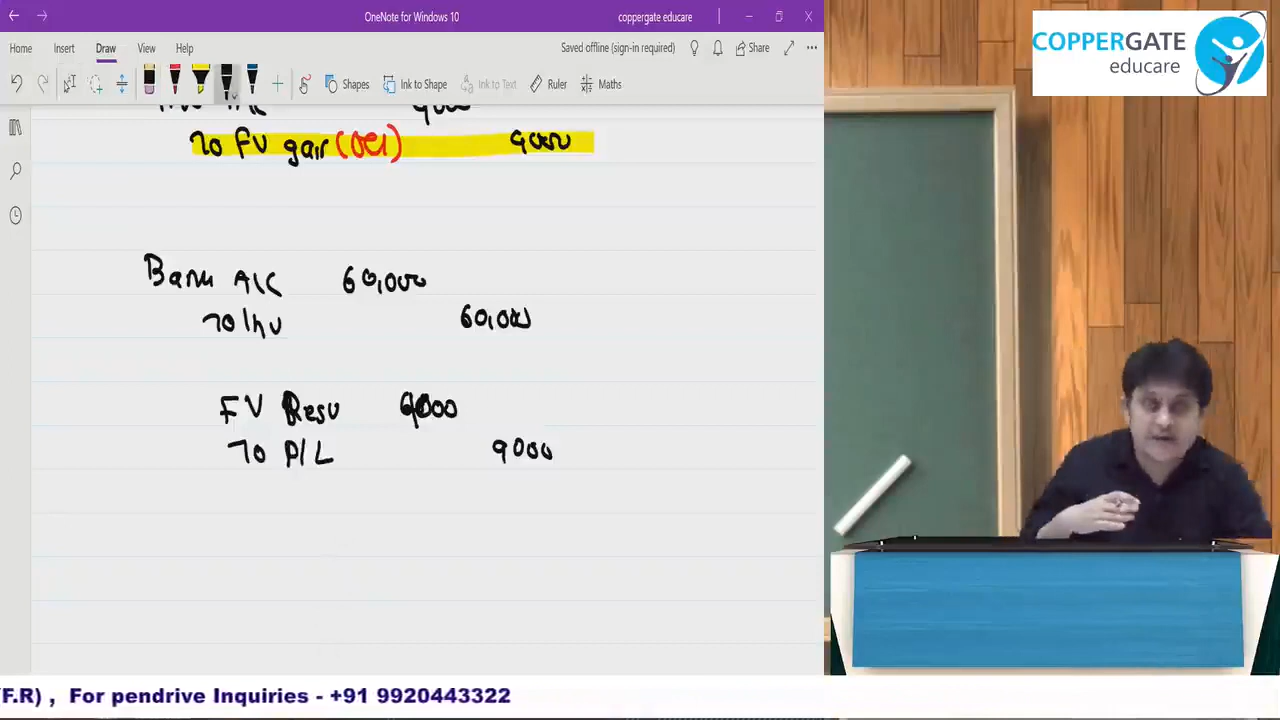 OneNote for Windows 10
coppergate educare
Home Insert Draw View Help
Saved offline (sign-in required)
Share
Shapes
Ink to Shape
Ink to Text
Ruler
Maths
COPPERGATE
educare
A/C 9000
To FV gain (OCI) 9000
Bank A/C 60,000
To Inv 60,000
FV Resv 9000
To P/L 9000
(F.R) , For pendrive Inquiries - +91 9920443322